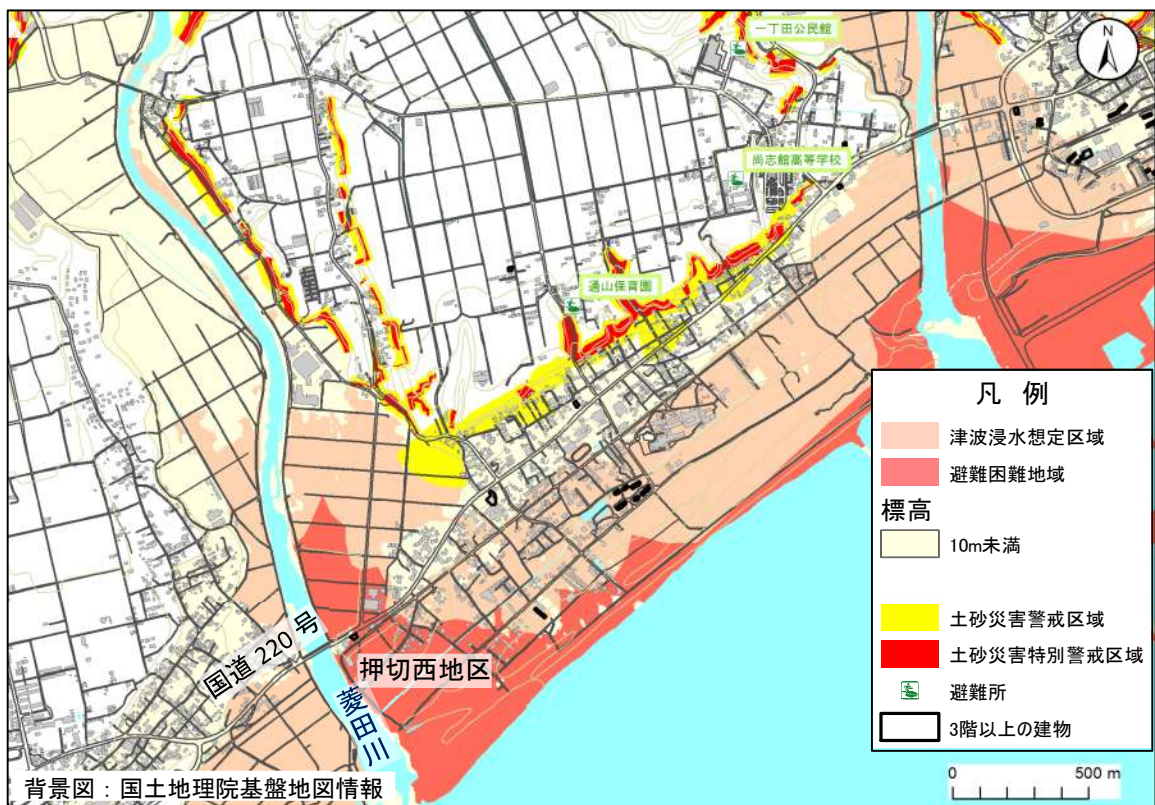 一丁田公民館
N
尚志館高等学校
通山保育園
凡 例
津波浸水想定区域
避難困難地域
標高
10m未満
土砂災害警戒区域
土砂災害特別警戒区域
避難所
3階以上の建物
国道 220 号
押切西地区
菱田川
背景図：国土地理院基盤地図情報
0 500 m